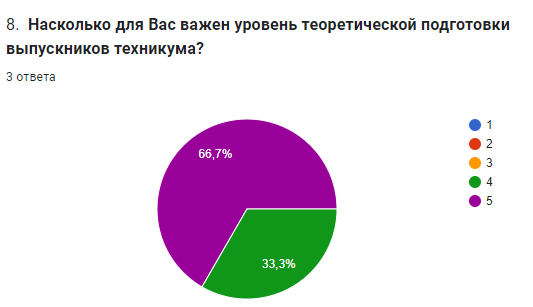 8. Насколько для Вас важен уровень теоретической подготовки
выпускников техникума?
3 ответа
66,7%
33,3%
1
2
3
4
5